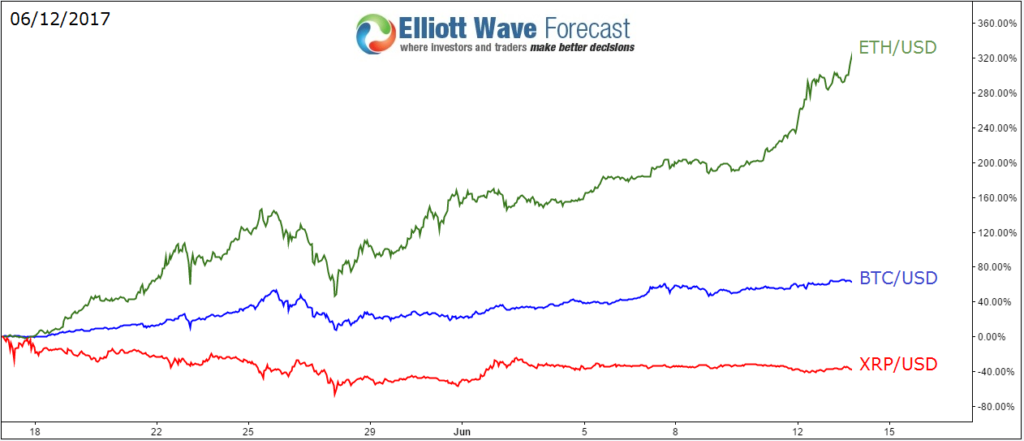 06/12/2017
Elliott Wave Forecast
where investors and traders make better decisions
360.00%
ETH/USD
320.00%
280.00%
240.00%
200.00%
160.00%
120.00%
80.00%
BTC/USD
40.00%
0.00%
XRP/USD
-40.00%
-80.00%
18 22 25 29 Jun 5 8 12 15